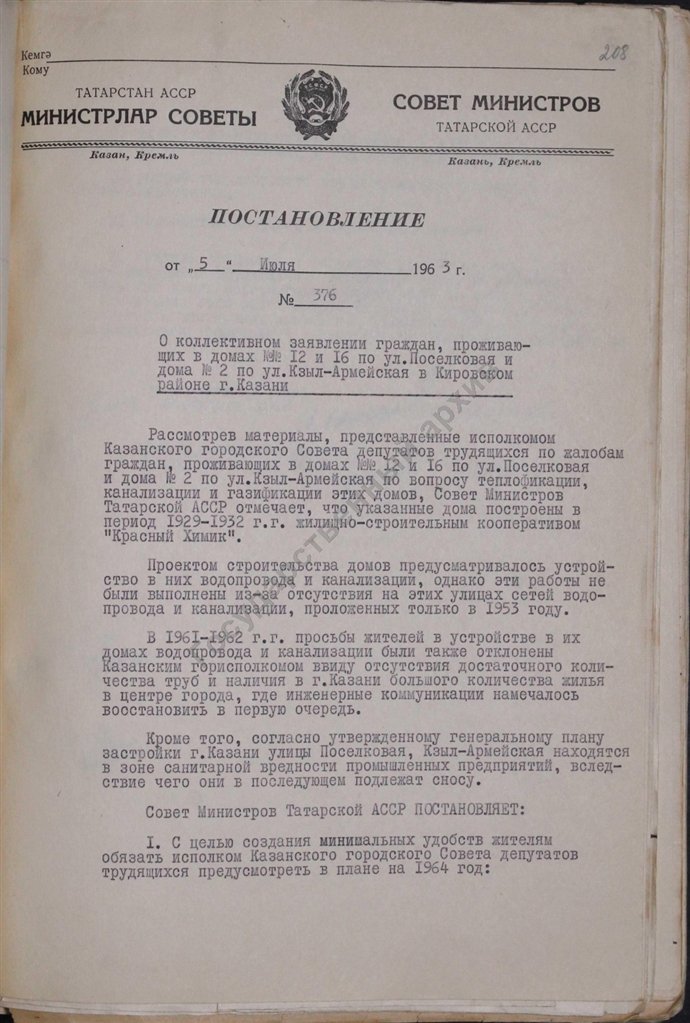 208
Кемгә
Кому
ТАТАРСТАН АССР
МИНИСТРЛАР СОВЕТЫ
Казан, Кремль
СОВЕТ МИНИСТРОВ
ТАТАРСКОЙ АССР
Казань, Кремль
ПОСТАНОВЛЕНИЕ
от „ 5 “ Июля 1963 г.
№ 376
О коллективном заявлении граждан, проживаю-
щих в домах №№ 12 и 16 по ул.Поселковая и
дома № 2 по ул.Кзыл-Армейская в Кировском
районе г.Казани
Рассмотрев материалы, представленные исполкомом
Казанского городского Совета депутатов трудящихся по жалобам
граждан, проживающих в домах №№ 12 и 16 по ул.Поселковая
и дома № 2 по ул.Кзыл-Армейская по вопросу теплофикации,
канализации и газификации этих домов, Совет Министров
Татарской АССР отмечает, что указанные дома построены в
период 1929-1932 г.г. жилищно-строительным кооперативом
"Красный Химик".
Проектом строительства домов предусматривалось устрой-
ство в них водопровода и канализации, однако эти работы не
были выполнены из-за отсутствия на этих улицах сетей водо-
провода и канализации, проложенных только в 1953 году.
В 1961-1962 г.г. просьбы жителей в устройстве в их
домах водопровода и канализации были также отклонены
Казанским горисполкомом ввиду отсутствия достаточного коли-
чества труб и наличия в г.Казани большого количества жилья
в центре города, где инженерные коммуникации намечалось
восстановить в первую очередь.
Кроме того, согласно утвержденному генеральному плану
застройки г.Казани улицы Поселковая, Кзыл-Армейская находятся
в зоне санитарной вредности промышленных предприятий, вслед-
ствие чего они в последующем подлежат сносу.
Совет Министров Татарской АССР ПОСТАНОВЛЯЕТ:
1. С целью создания минимальных удобств жителям
обязать исполком Казанского городского Совета депутатов
трудящихся предусмотреть в плане на 1964 год: